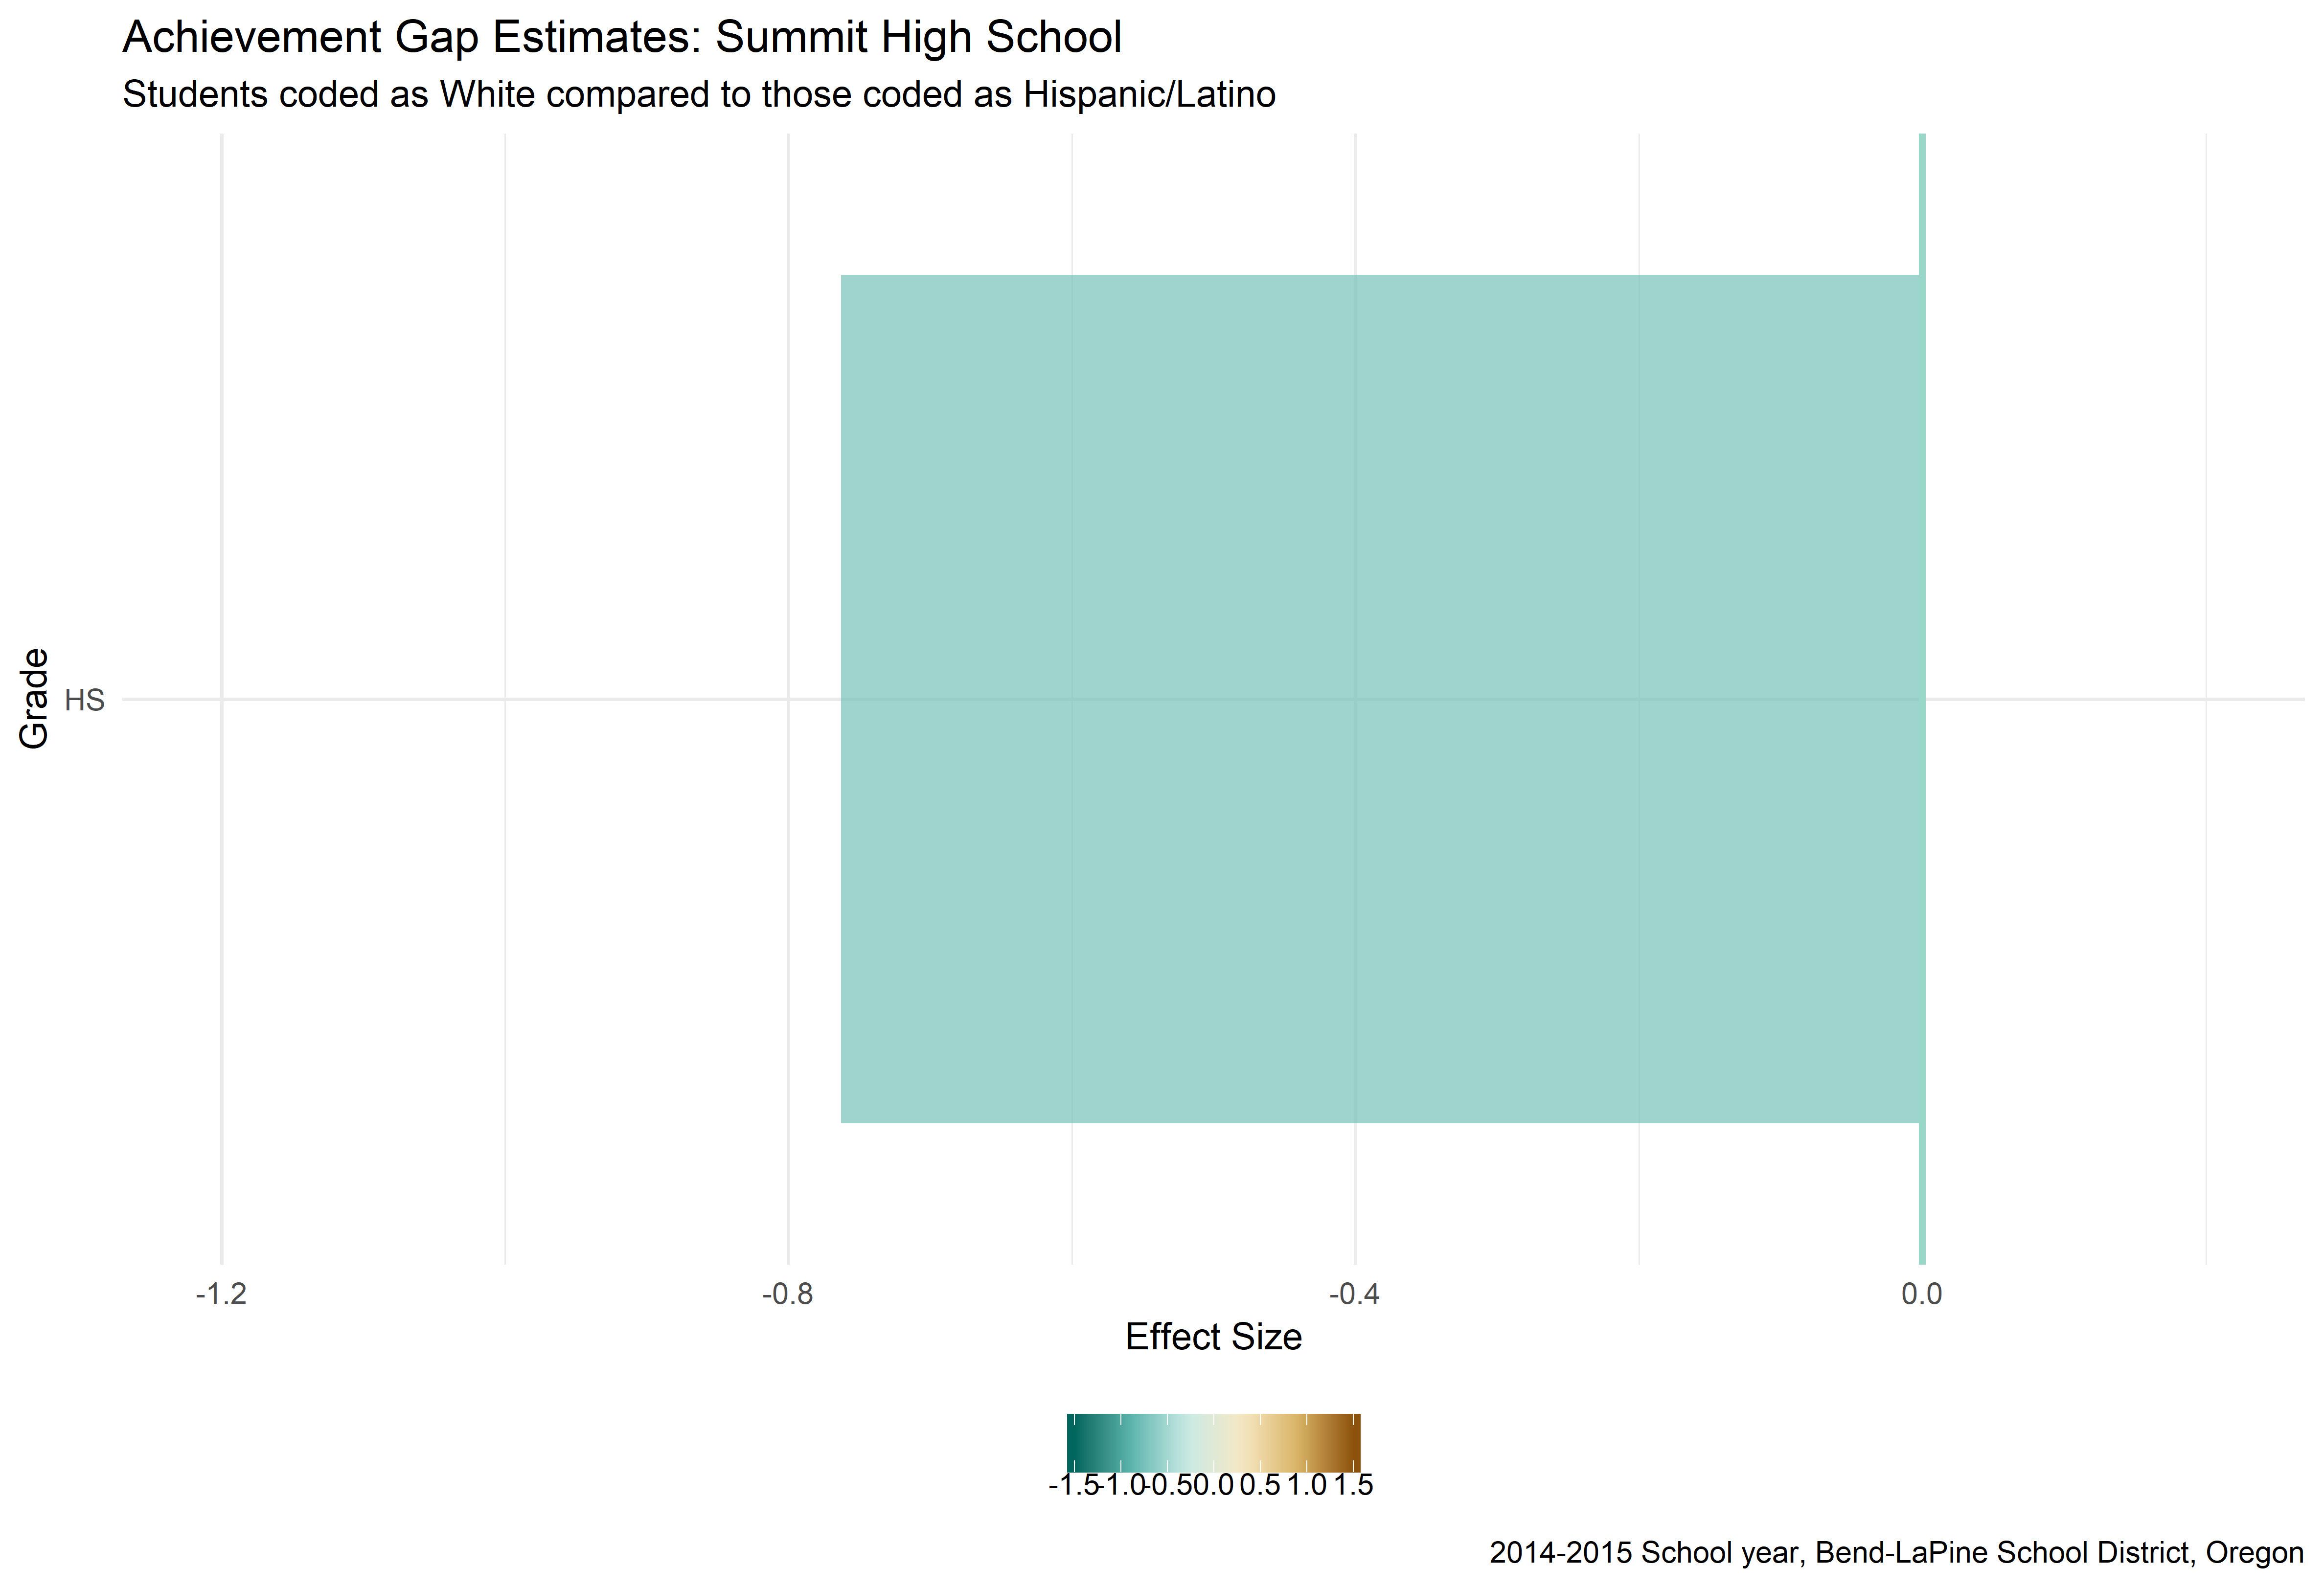 Achievement Gap Estimates: Summit High School
Students coded as White compared to those coded as Hispanic/Latino
Grade
HS
-1.2 -0.8 -0.4 0.0
Effect Size
-1.5 -1.0 -0.5 0.0 0.5 1.0 1.5
2014-2015 School year, Bend-LaPine School District, Oregon